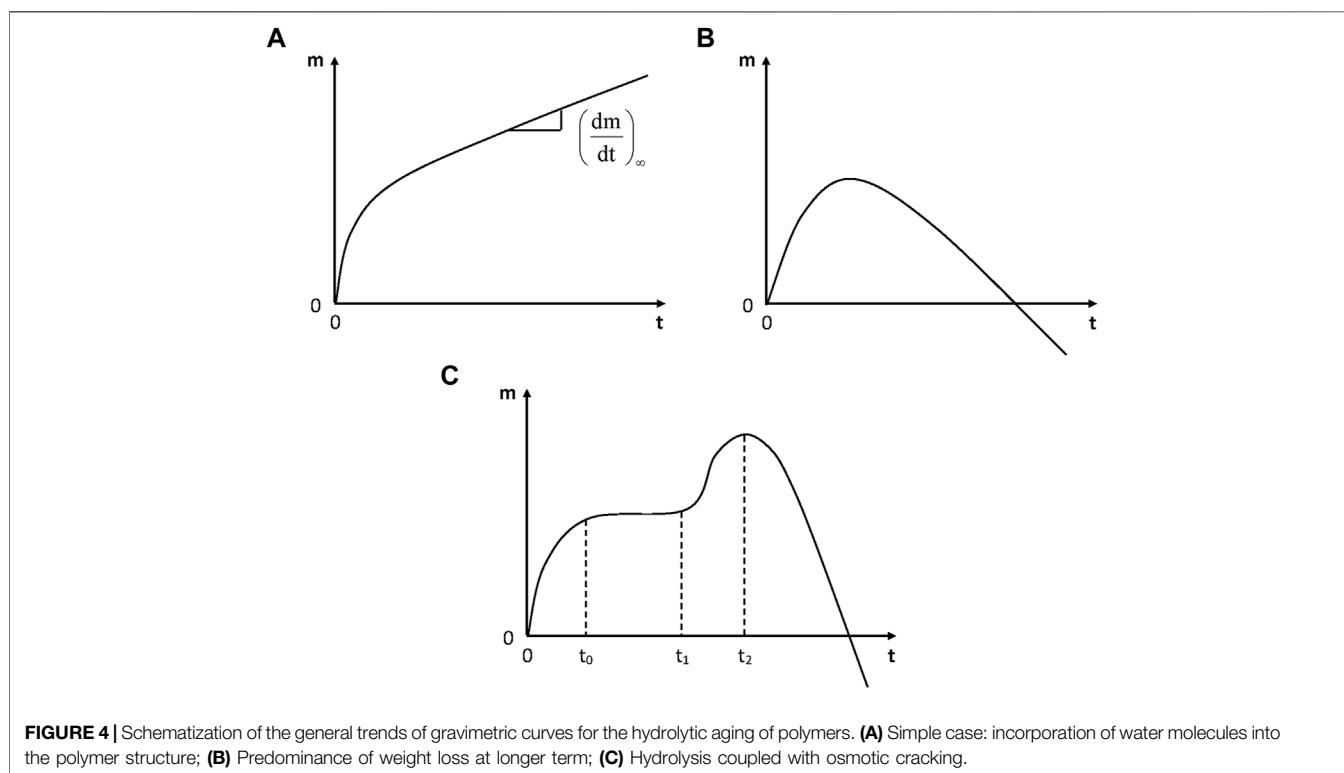 A
m
(dm/dt)∞
0
0
t
B
m
0
0
t
C
m
0
0
t₀
t₁
t₂
t
FIGURE 4 | Schematization of the general trends of gravimetric curves for the hydrolytic aging of polymers. (A) Simple case: incorporation of water molecules into
the polymer structure; (B) Predominance of weight loss at longer term; (C) Hydrolysis coupled with osmotic cracking.